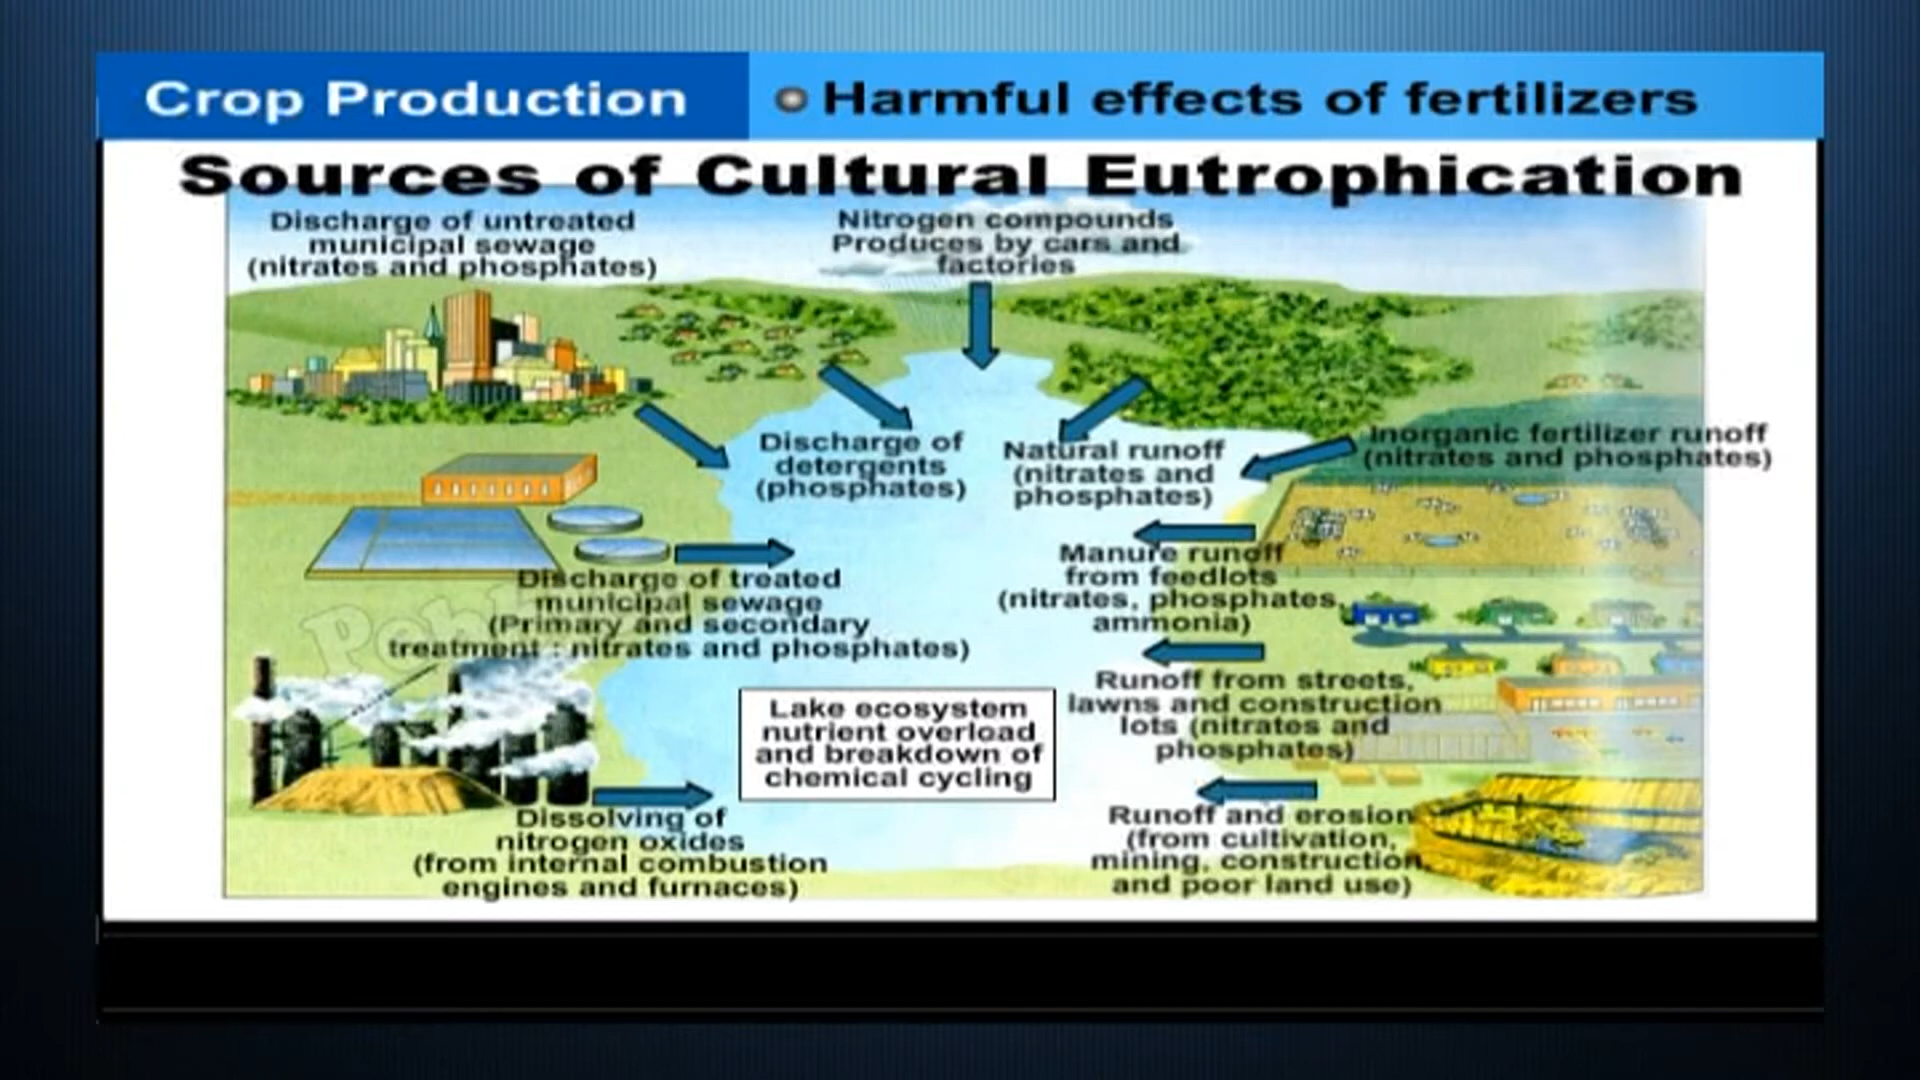 Crop Production
Harmful effects of fertilizers
Sources of Cultural Eutrophication
Discharge of untreated
municipal sewage
(nitrates and phosphates)
Nitrogen compounds
Produces by cars and
factories
Discharge of
detergents
(phosphates)
Natural runoff
(nitrates and
phosphates)
Inorganic fertilizer runoff
(nitrates and phosphates)
Discharge of treated
municipal sewage
(Primary and secondary
treatment : nitrates and phosphates)
Manure runoff
from feedlots
(nitrates, phosphates,
ammonia)
Runoff from streets,
lawns and construction
lots (nitrates and
phosphates)
Lake ecosystem
nutrient overload
and breakdown of
chemical cycling
Dissolving of
nitrogen oxides
(from internal combustion
engines and furnaces)
Runoff and erosion
(from cultivation,
mining, construction,
and poor land use)